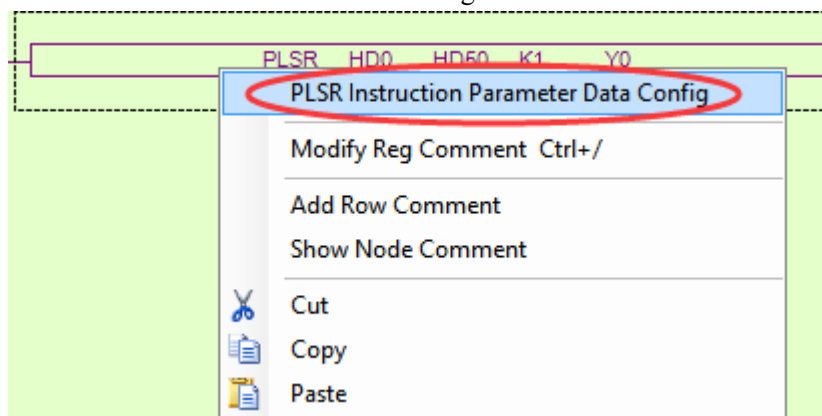 PLSR HD0 HD50 K1 Y0
PLSR Instruction Parameter Data Config
Modify Reg Comment Ctrl+/
Add Row Comment
Show Node Comment
Cut
Copy
Paste